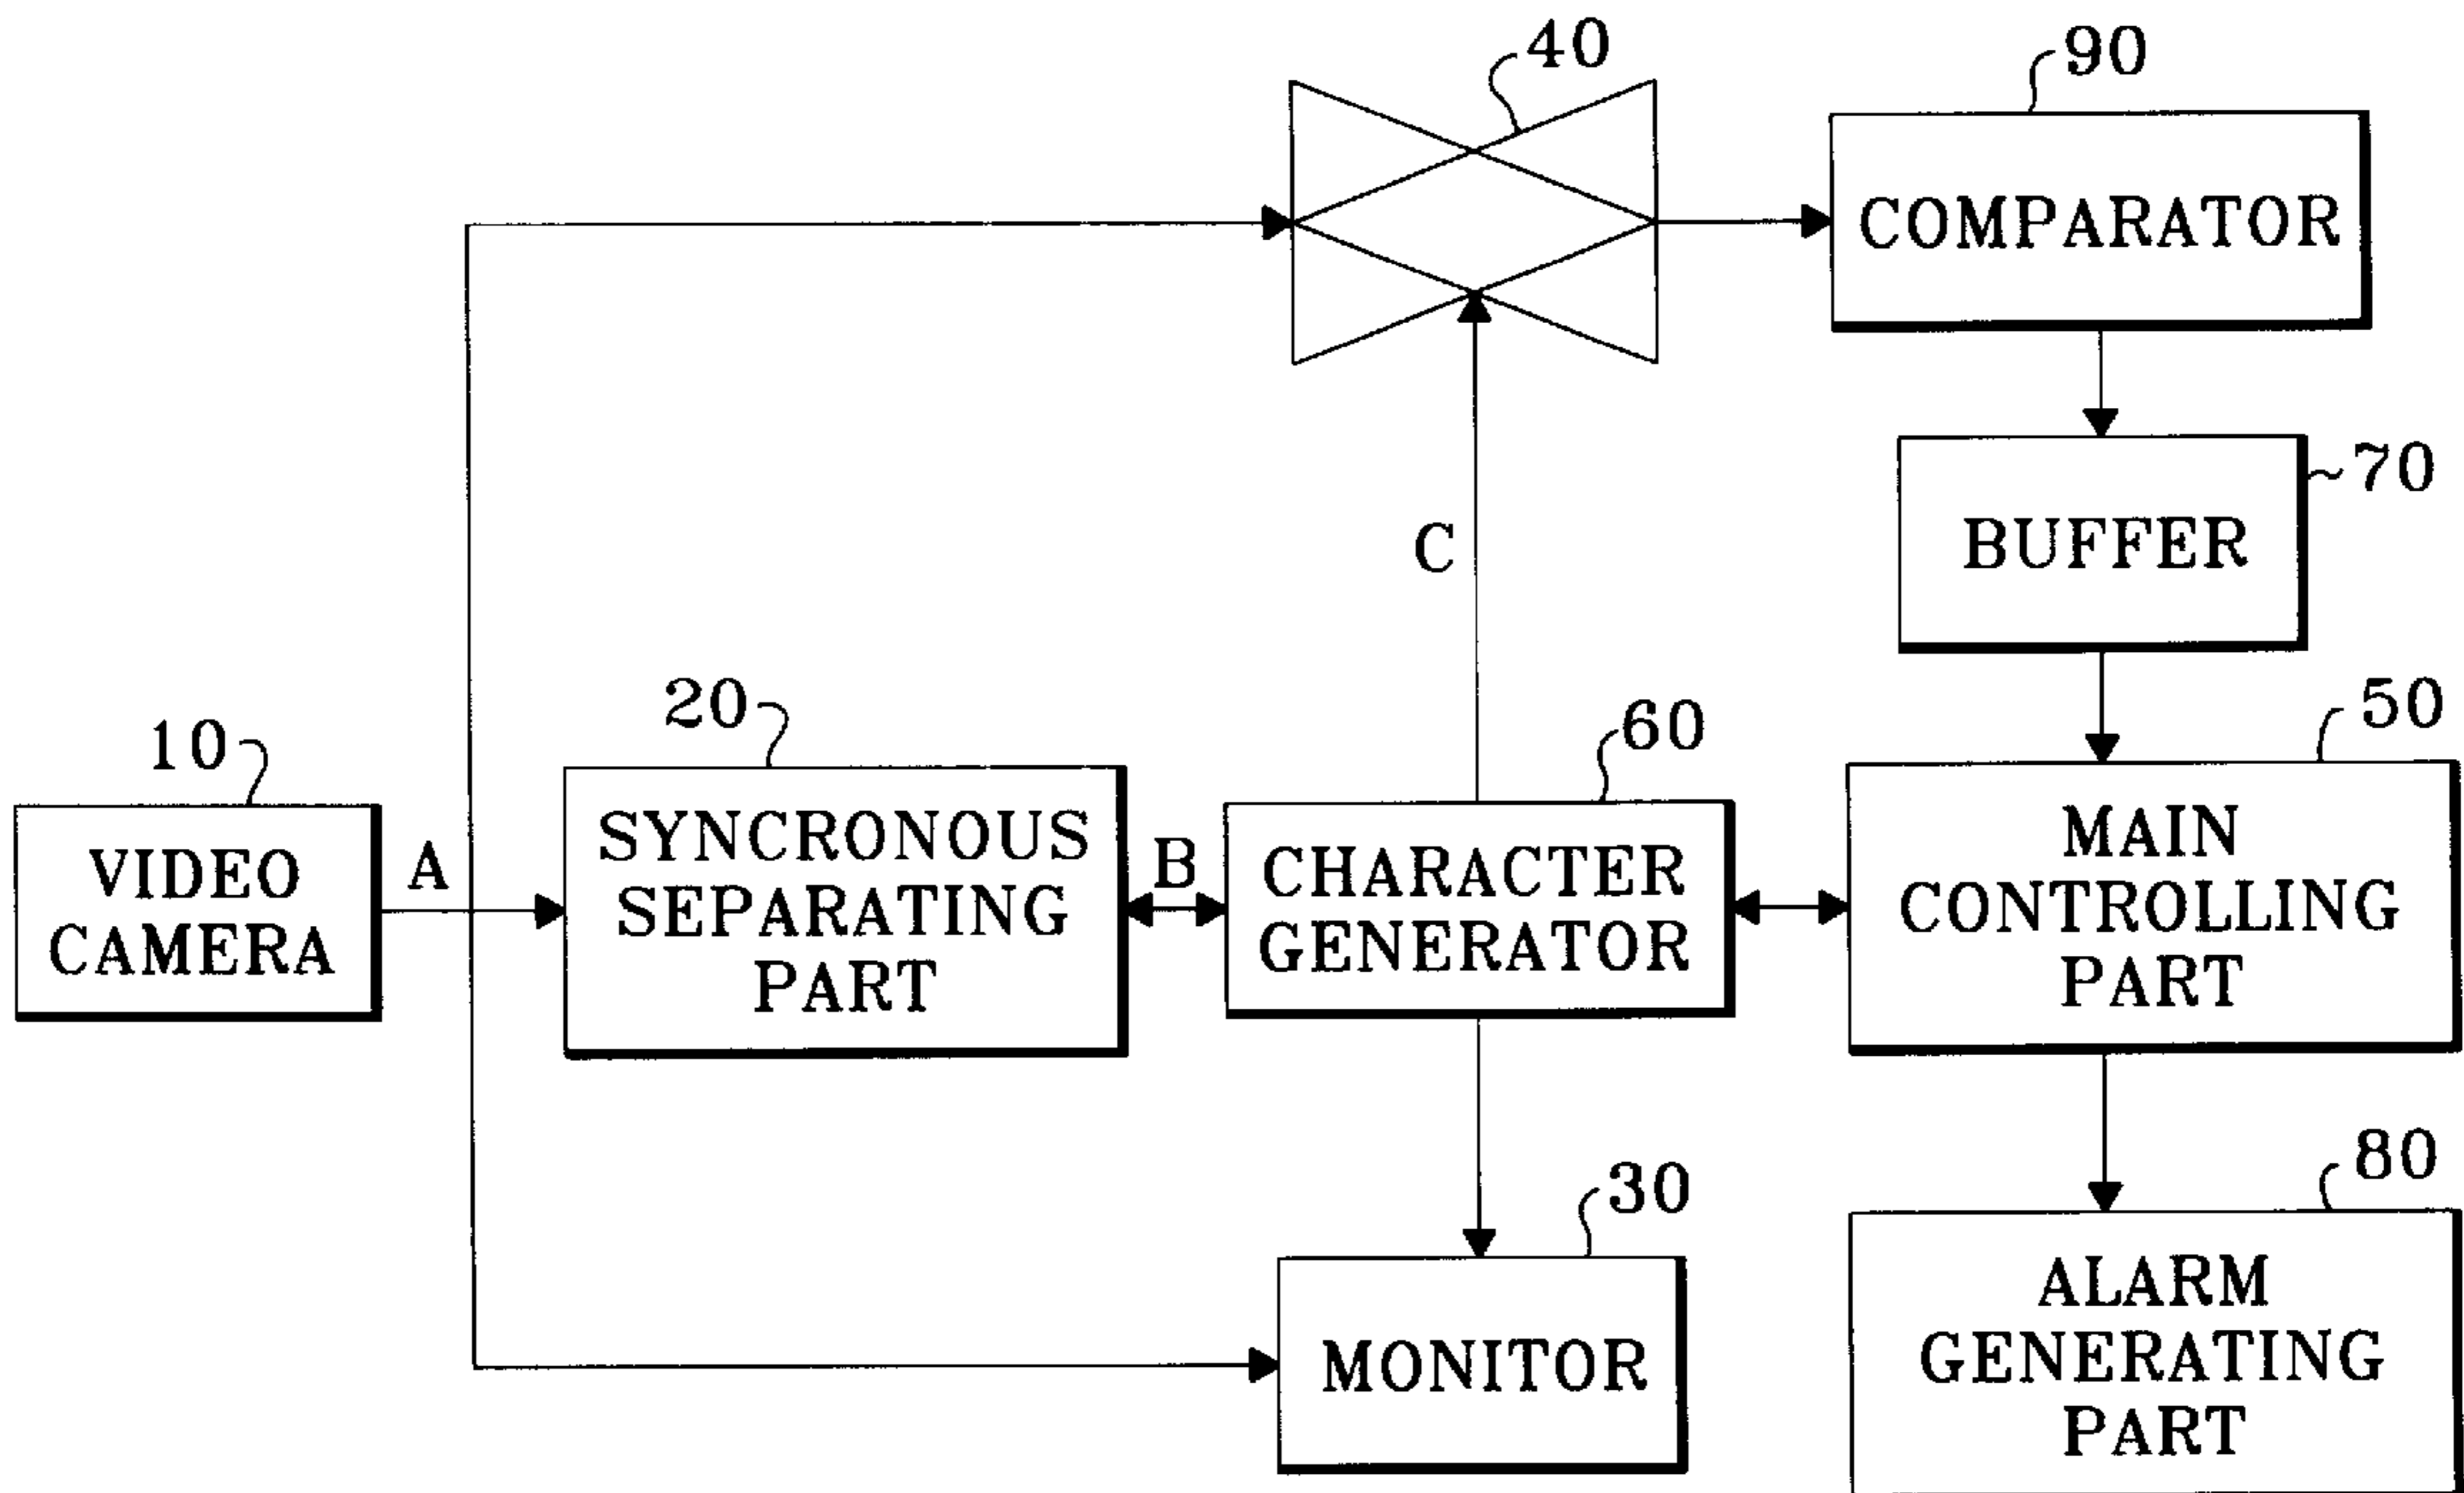 40
90
COMPARATOR
70
BUFFER
C
10
VIDEO
CAMERA
A
20
SYNCRONOUS
SEPARATING
PART
B
60
CHARACTER
GENERATOR
50
MAIN
CONTROLLING
PART
30
MONITOR
80
ALARM
GENERATING
PART